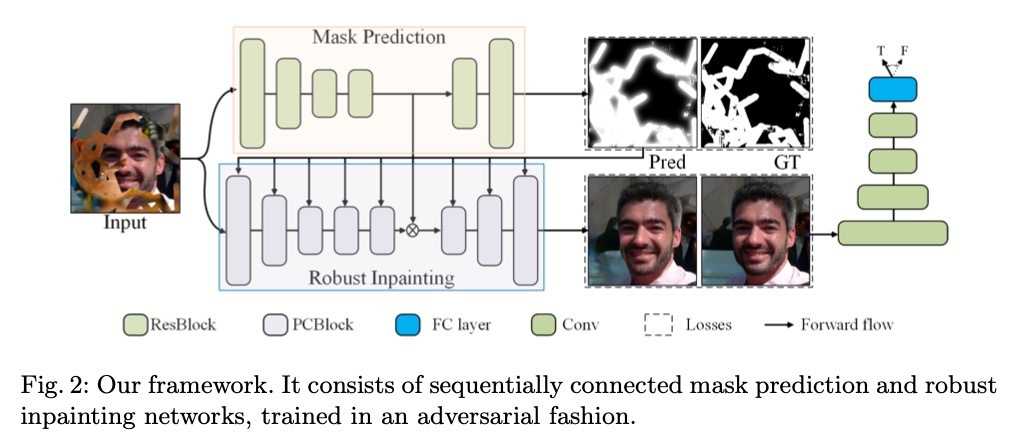 Mask Prediction
T F
Pred
GT
Input
Robust Inpainting
ResBlock
PCBlock
FC layer
Conv
Losses
Forward flow
Fig. 2: Our framework. It consists of sequentially connected mask prediction and robust
inpainting networks, trained in an adversarial fashion.